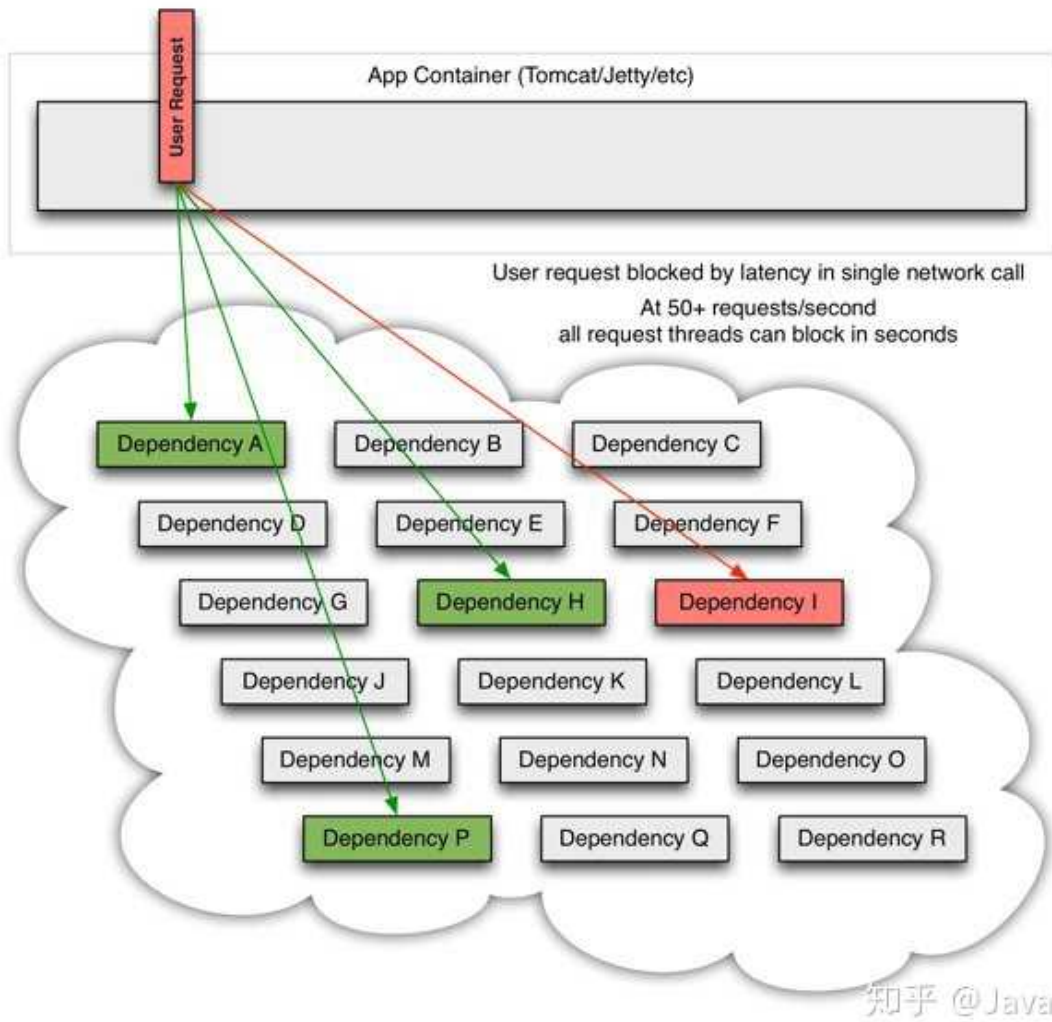 User Request
App Container (Tomcat/Jetty/etc)
User request blocked by latency in single network call
At 50+ requests/second
all request threads can block in seconds
Dependency A
Dependency B
Dependency C
Dependency D
Dependency E
Dependency F
Dependency G
Dependency H
Dependency I
Dependency J
Dependency K
Dependency L
Dependency M
Dependency N
Dependency O
Dependency P
Dependency Q
Dependency R
知乎 @Java